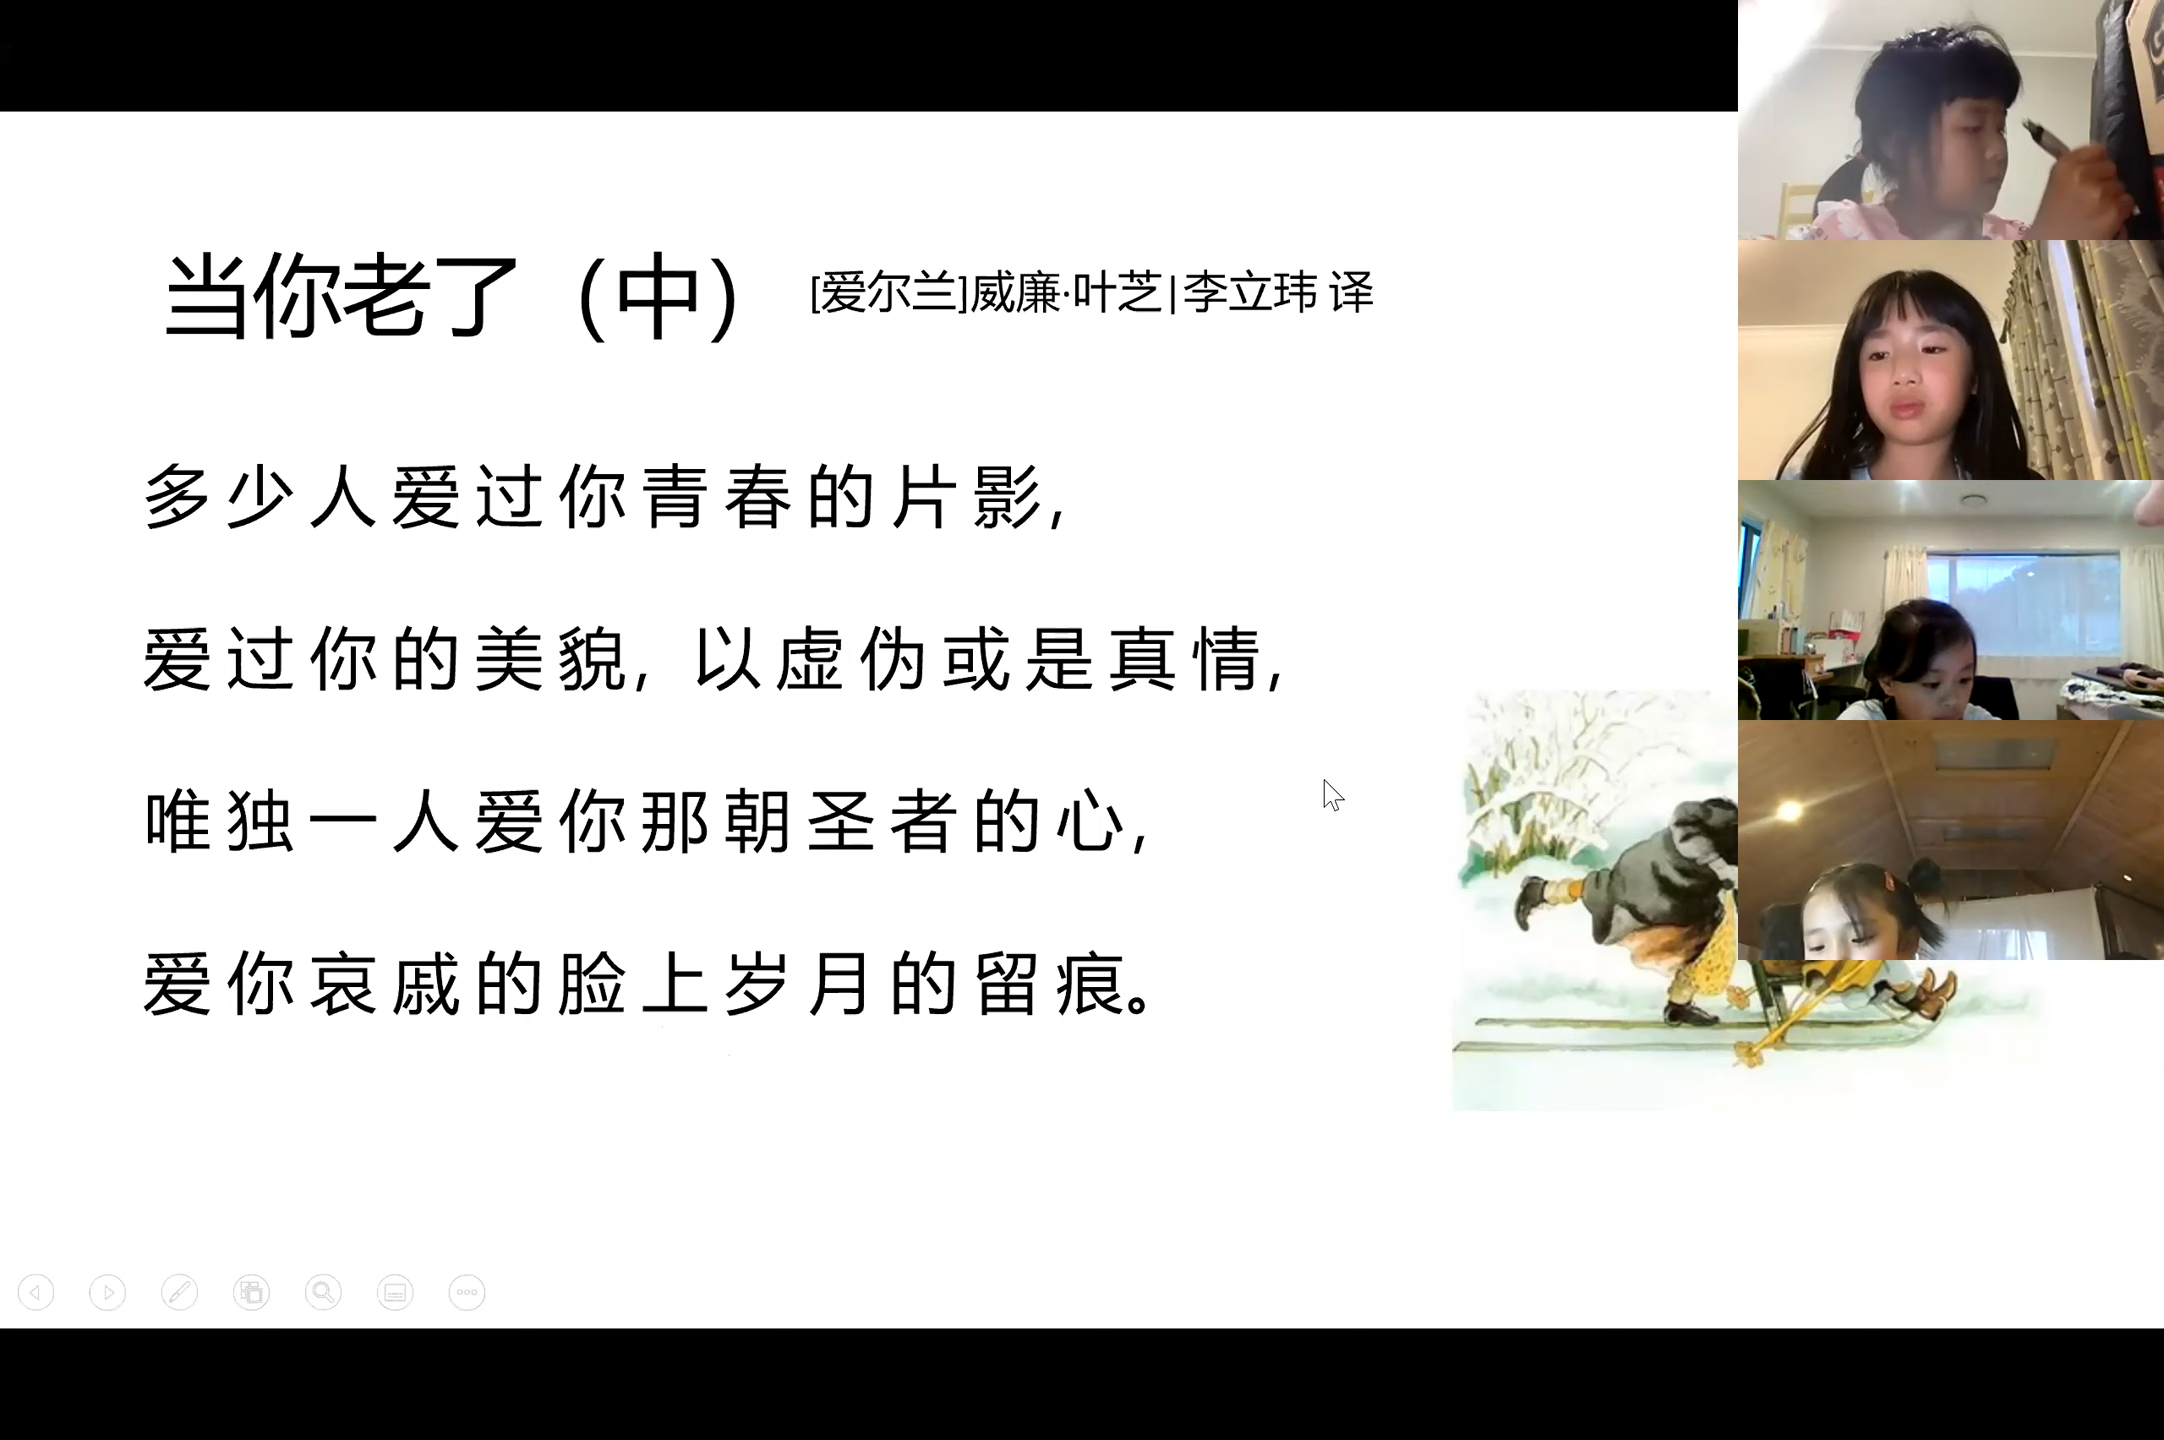 当你老了（中） [爱尔兰]威廉·叶芝|李立玮 译
多少人爱过你青春的片影,
爱过你的美貌, 以虚伪或是真情,
唯独一人爱你那朝圣者的心,
爱你哀戚的脸上岁月的留痕。